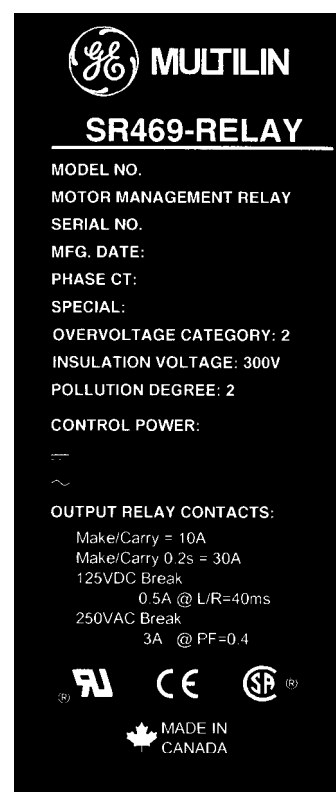 GE MULTILIN
SR469-RELAY
MODEL NO.
MOTOR MANAGEMENT RELAY
SERIAL NO.
MFG. DATE:
PHASE CT:
SPECIAL:
OVERVOLTAGE CATEGORY: 2
INSULATION VOLTAGE: 300V
POLLUTION DEGREE: 2
CONTROL POWER:
⎓
~
OUTPUT RELAY CONTACTS:
Make/Carry = 10A
Make/Carry 0.2s = 30A
125VDC Break
0.5A @ L/R=40ms
250VAC Break
3A @ PF=0.4
® RU CE SA ®
MADE IN
CANADA